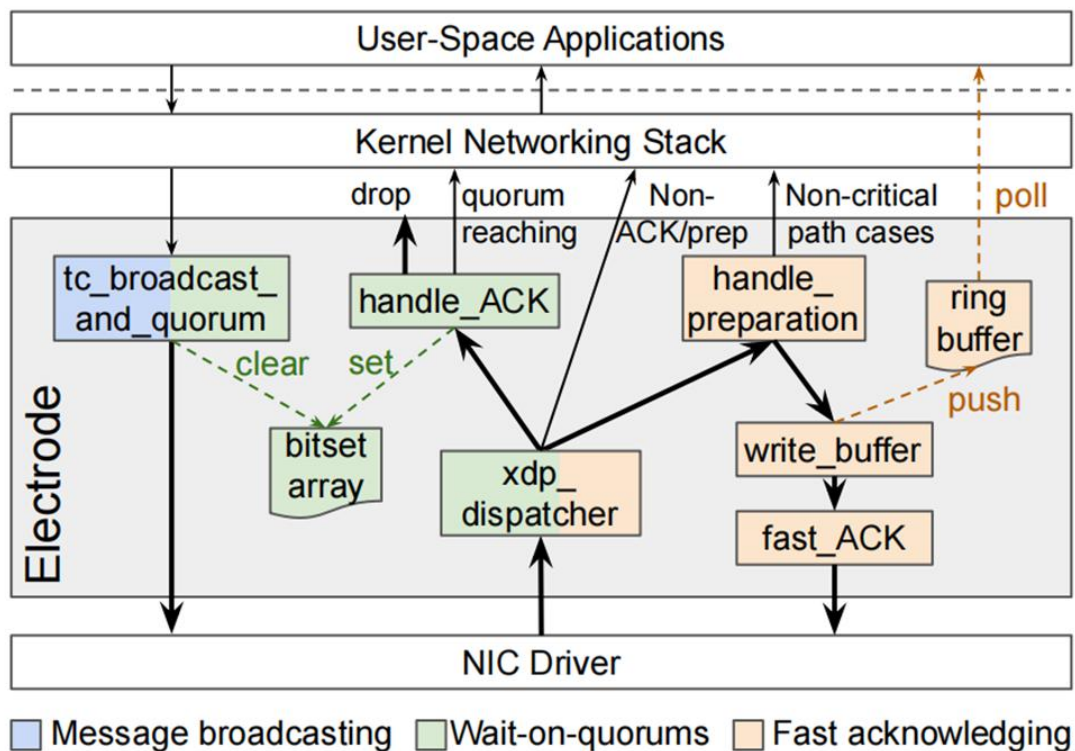 User-Space Applications
Kernel Networking Stack
drop
quorum
reaching
Non-
ACK/prep
Non-critical
path cases
poll
tc_broadcast_
and_quorum
handle_ACK
handle_
preparation
ring
buffer
clear
set
push
bitset
array
xdp_
dispatcher
write_buffer
fast_ACK
Electrode
NIC Driver
Message broadcasting
Wait-on-quorums
Fast acknowledging